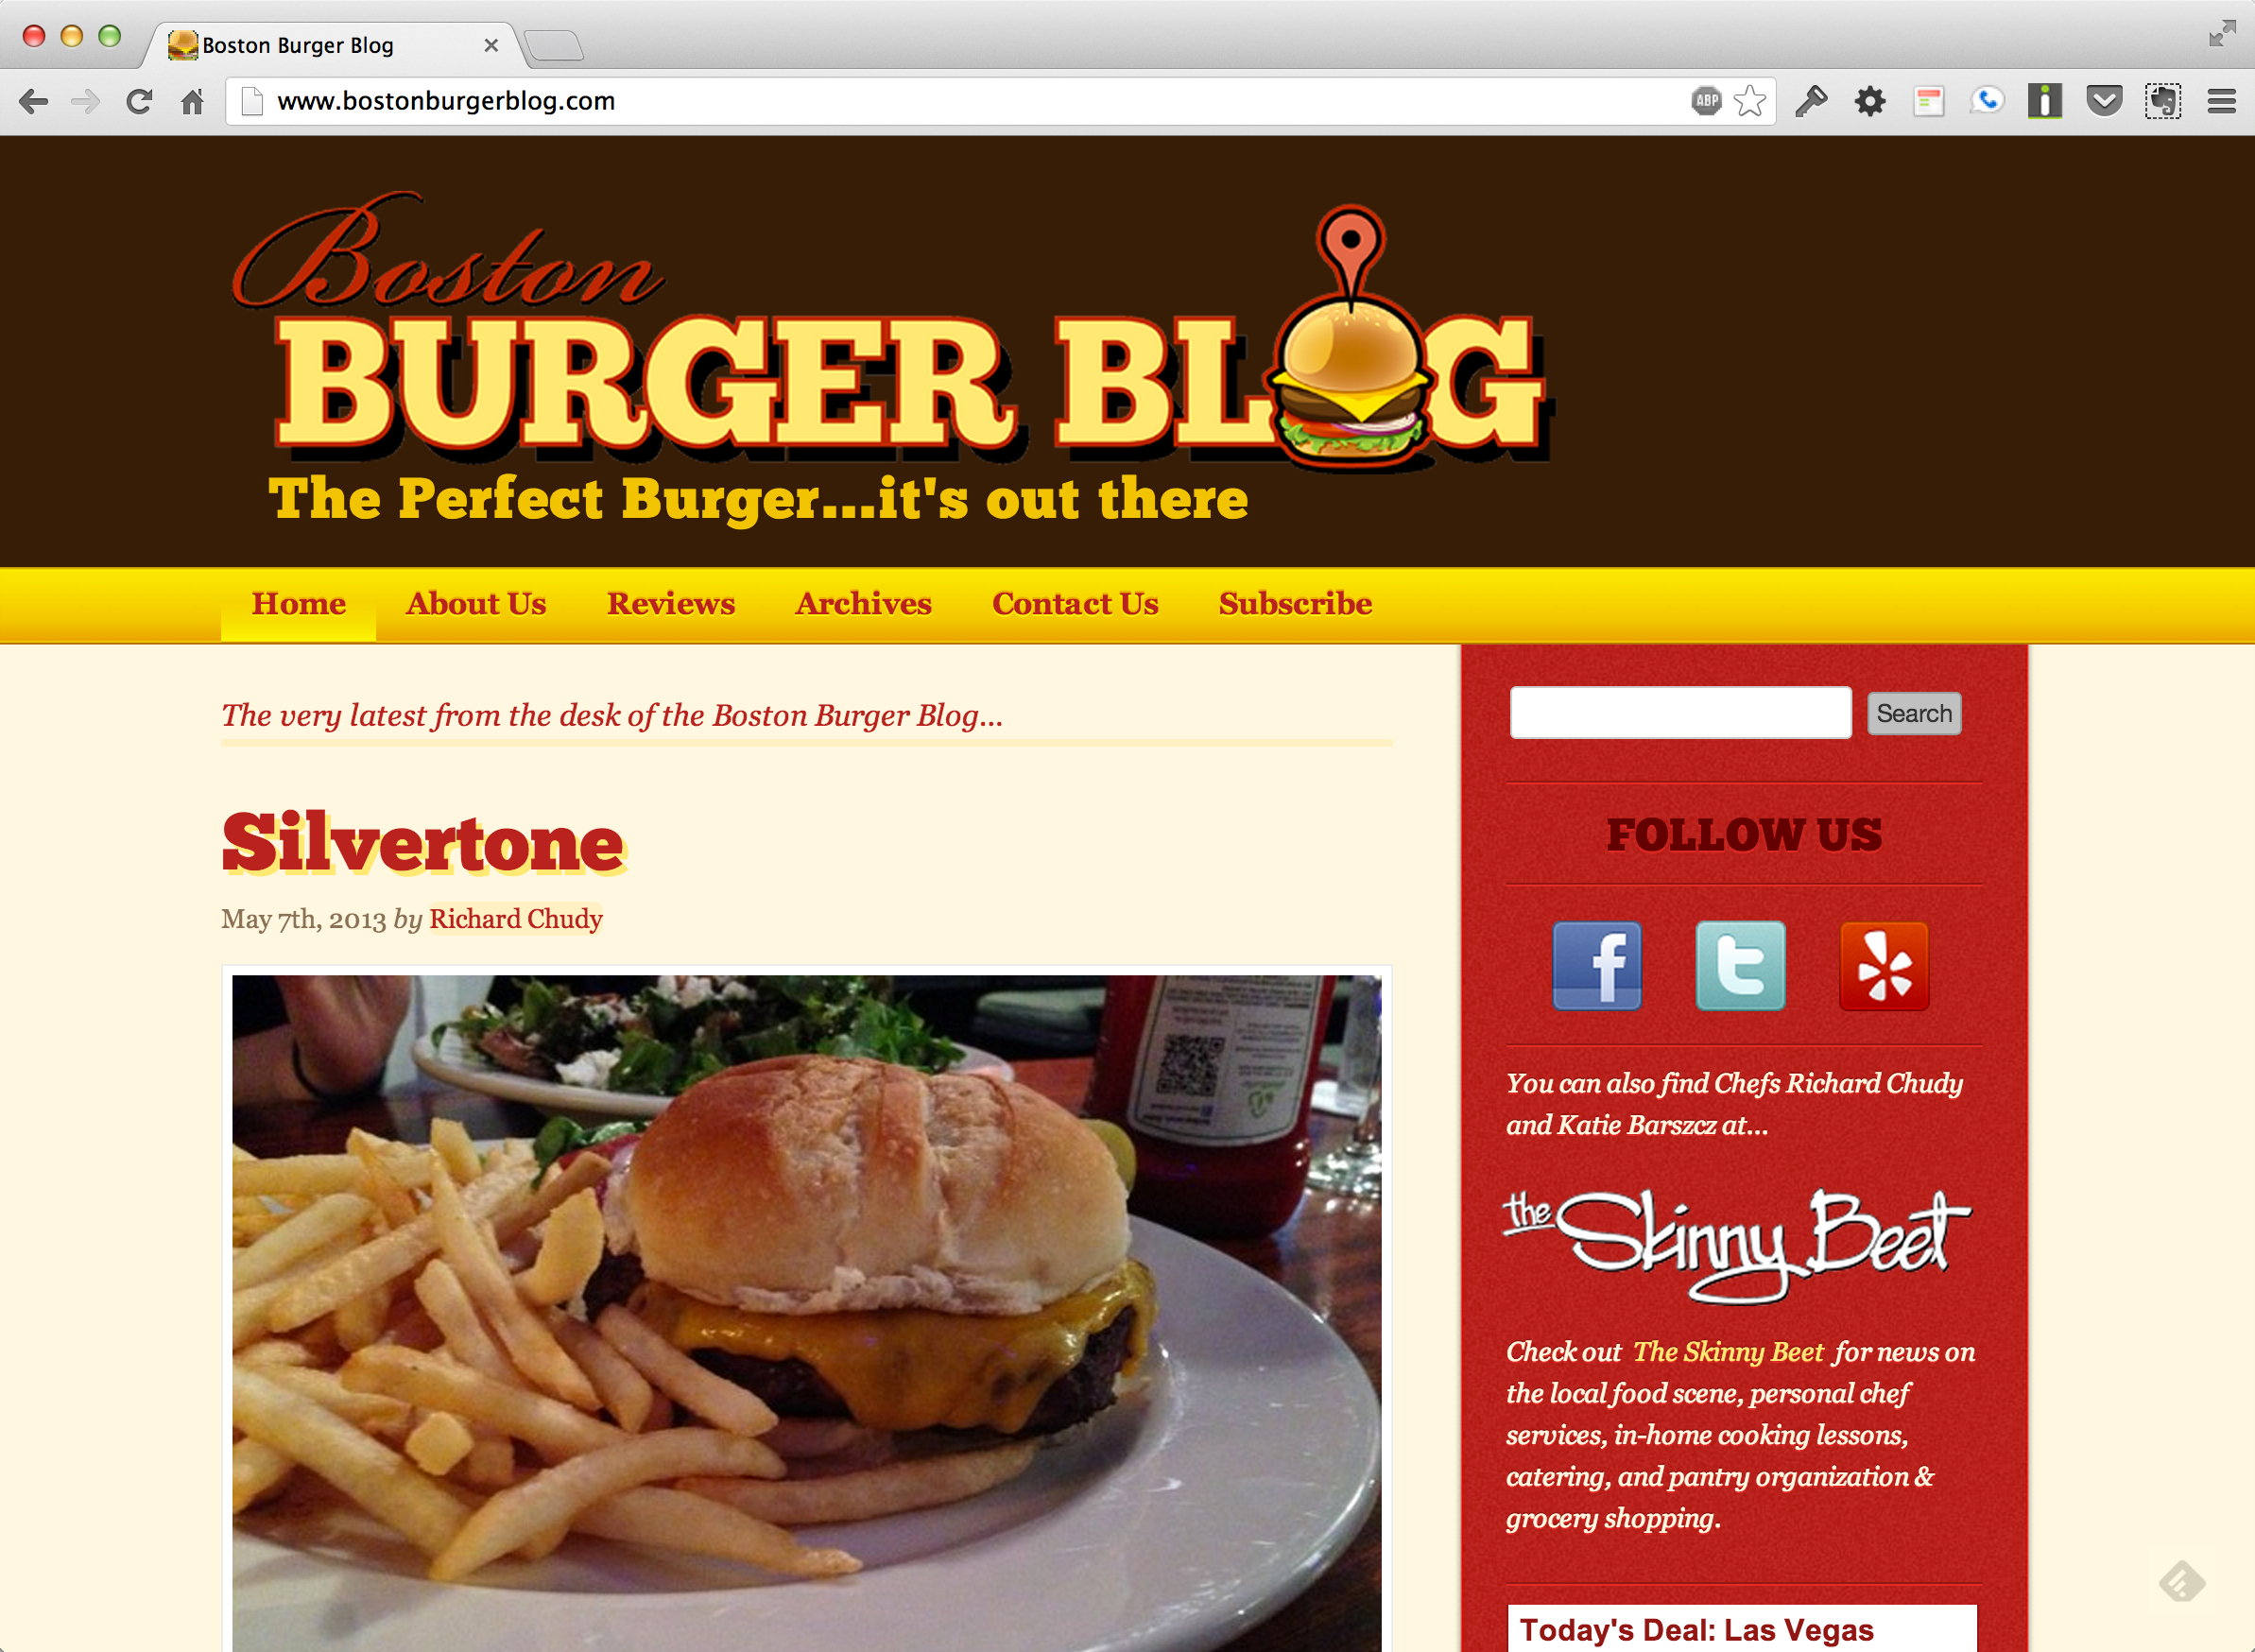 Boston Burger Blog
www.bostonburgerblog.com
ABP
Boston
BURGER BLOG
The Perfect Burger...it's out there
Home About Us Reviews Archives Contact Us Subscribe
The very latest from the desk of the Boston Burger Blog...
Silvertone
May 7th, 2013 by Richard Chudy
Search
FOLLOW US
You can also find Chefs Richard Chudy
and Katie Barszcz at...
the Skinny Beet
Check out The Skinny Beet for news on
the local food scene, personal chef
services, in-home cooking lessons,
catering, and pantry organization &
grocery shopping.
Today's Deal: Las Vegas